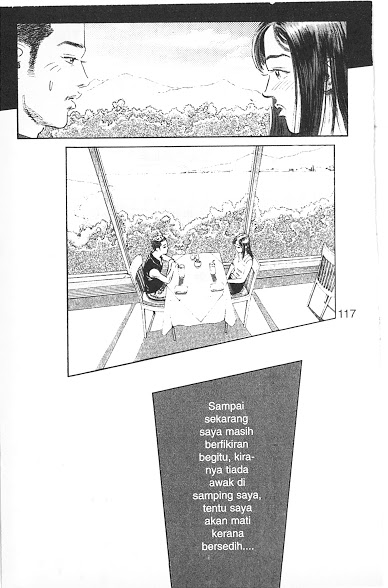 117
Sampai
sekarang
saya masih
berfikiran
begitu, kira-
nya tiada
awak di
samping saya,
tentu saya
akan mati
kerana
bersedih....